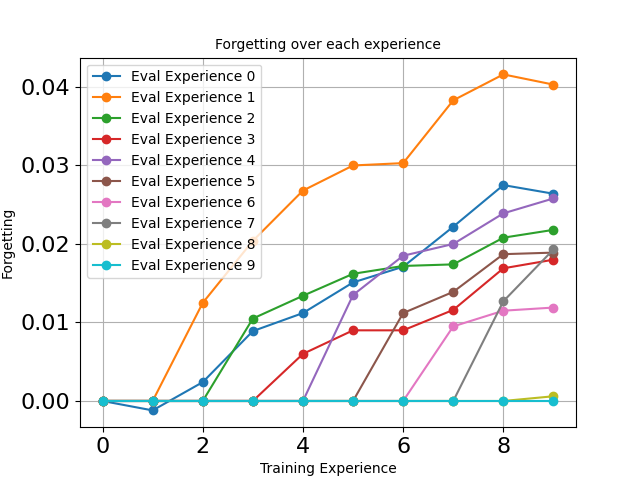 Forgetting over each experience
Eval Experience 0
Eval Experience 1
Eval Experience 2
Eval Experience 3
Eval Experience 4
Eval Experience 5
Eval Experience 6
Eval Experience 7
Eval Experience 8
Eval Experience 9
0.04
0.03
0.02
0.01
0.00
Forgetting
0 2 4 6 8
Training Experience